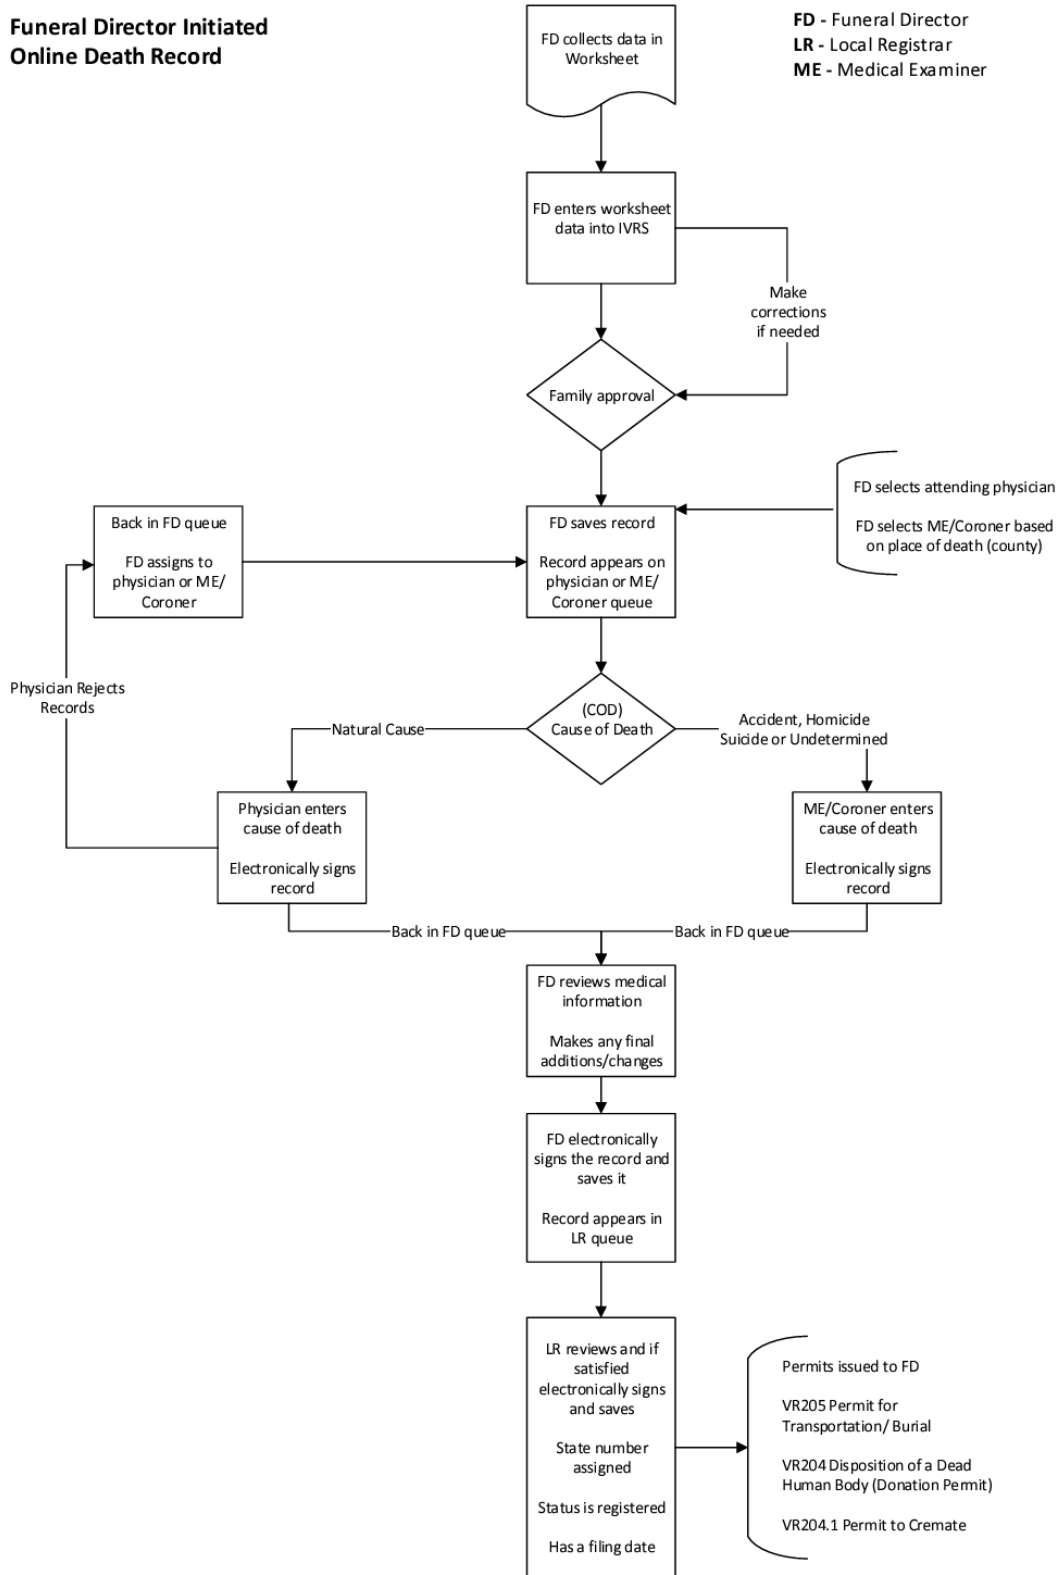 Funeral Director Initiated
Online Death Record
FD - Funeral Director
LR - Local Registrar
ME - Medical Examiner
FD collects data in
Worksheet
FD enters worksheet
data into IVRS
Make
corrections
if needed
Family approval
FD selects attending physician
FD selects ME/Coroner based
on place of death (county)
Back in FD queue
FD assigns to
physician or ME/
Coroner
FD saves record
Record appears on
physician or ME/
Coroner queue
Physician Rejects
Records
(COD)
Cause of Death
Natural Cause
Accident, Homicide
Suicide or Undetermined
Physician enters
cause of death
Electronically signs
record
ME/Coroner enters
cause of death
Electronically signs
record
Back in FD queue
Back in FD queue
FD reviews medical
information
Makes any final
additions/changes
FD electronically
signs the record and
saves it
Record appears in
LR queue
LR reviews and if
satisfied
electronically signs
and saves
State number
assigned
Status is registered
Has a filing date
Permits issued to FD
VR205 Permit for
Transportation/ Burial
VR204 Disposition of a Dead
Human Body (Donation Permit)
VR204.1 Permit to Cremate